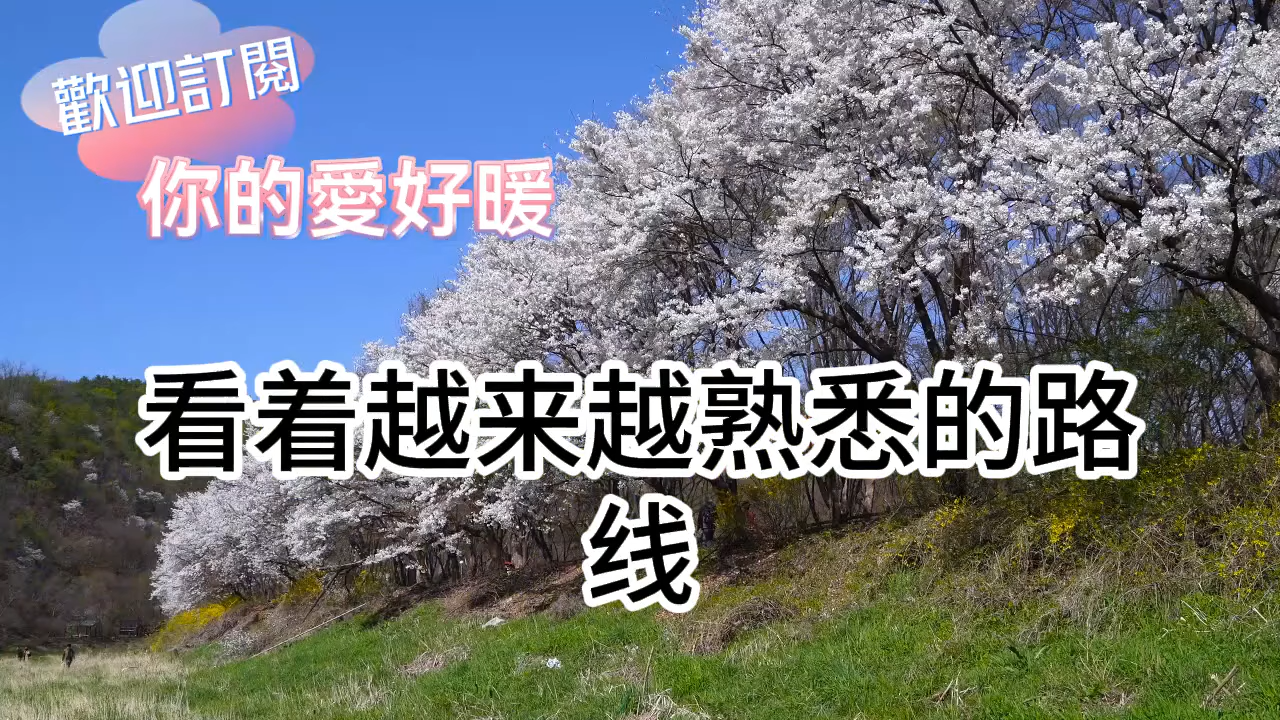 歡迎訂閱
你的愛好暖
看着越来越熟悉的路
线